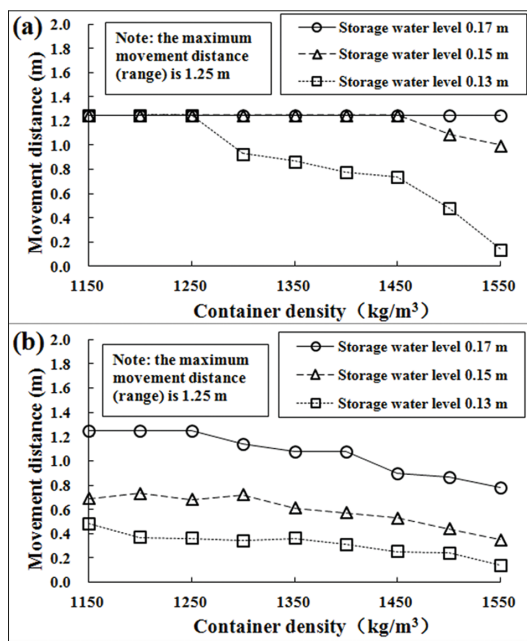 (a)
Note: the maximum
movement distance
(range) is 1.25 m
Storage water level 0.17 m
Storage water level 0.15 m
Storage water level 0.13 m
Movement distance (m)
2.0
1.8
1.6
1.4
1.2
1.0
0.8
0.6
0.4
0.2
0.0
1150 1250 1350 1450 1550
Container density（kg/m³）
(b)
Note: the maximum
movement distance
(range) is 1.25 m
Storage water level 0.17 m
Storage water level 0.15 m
Storage water level 0.13 m
Movement distance (m)
2.0
1.8
1.6
1.4
1.2
1.0
0.8
0.6
0.4
0.2
0.0
1150 1250 1350 1450 1550
Container density（kg/m³）